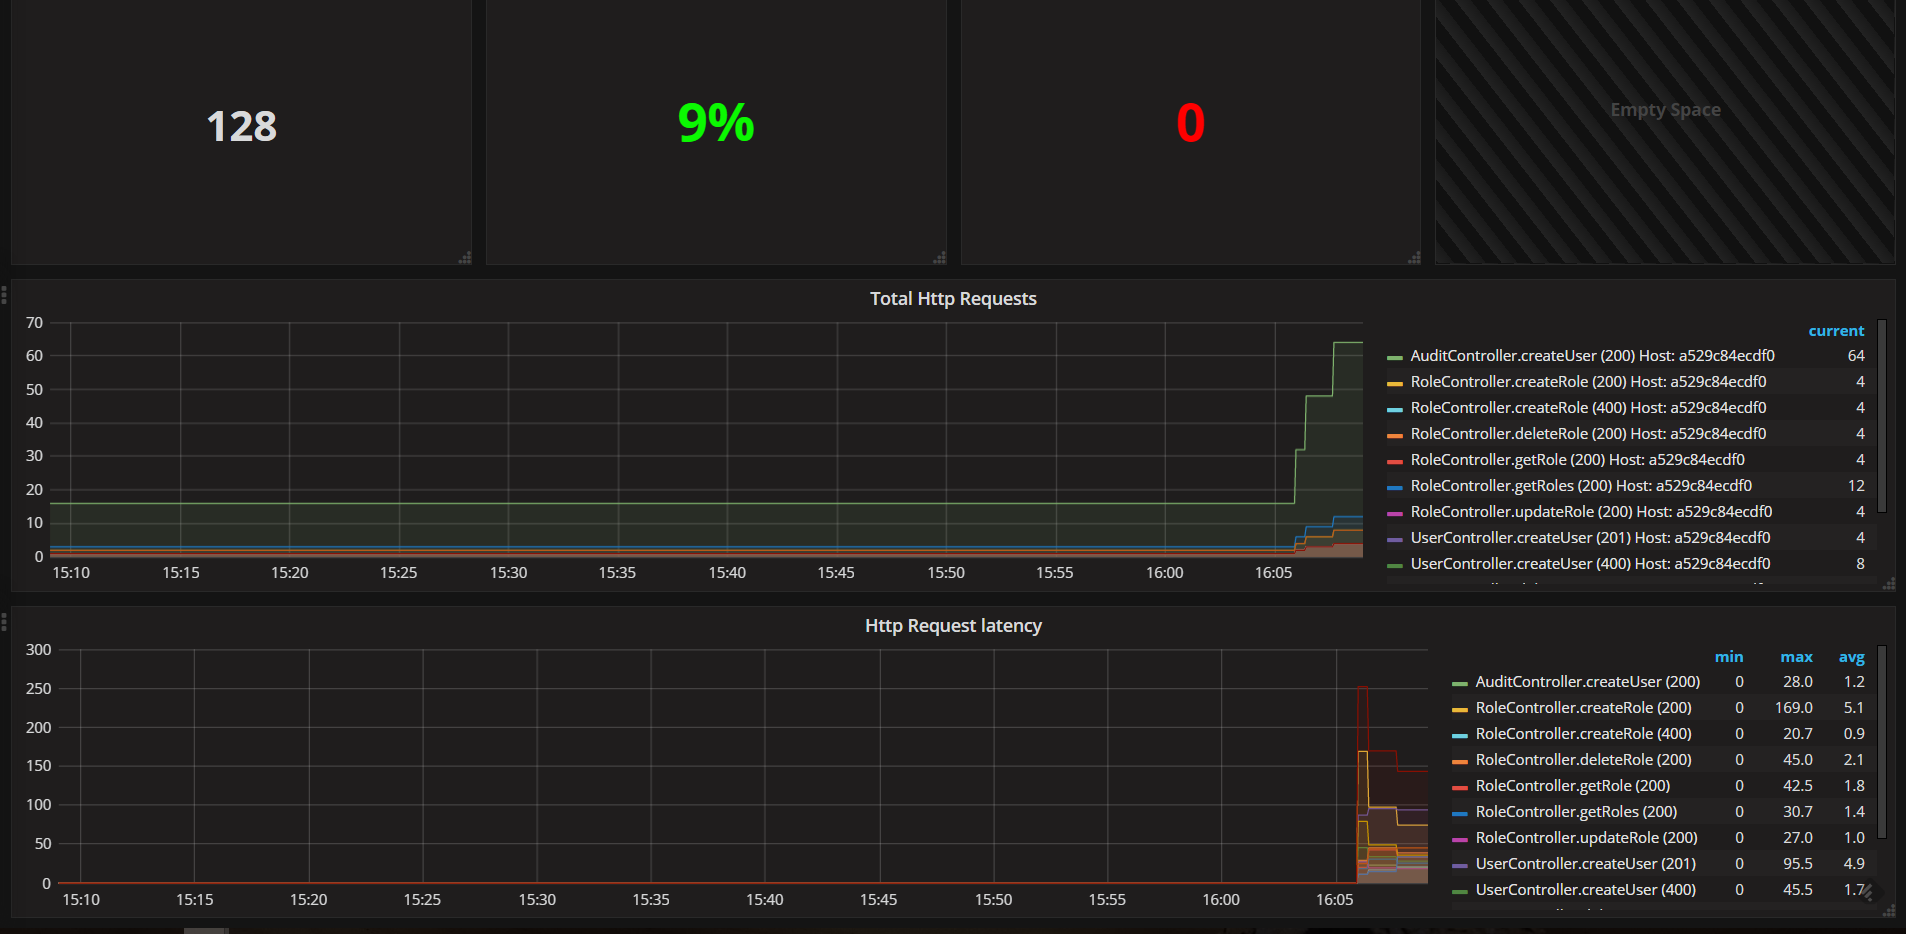 128
9%
0
Empty Space
Total Http Requests
70
60
50
40
30
20
10
0
15:10 15:15 15:20 15:25 15:30 15:35 15:40 15:45 15:50 15:55 16:00 16:05
current
AuditController.createUser (200) Host: a529c84ecdf0 64
RoleController.createRole (200) Host: a529c84ecdf0 4
RoleController.createRole (400) Host: a529c84ecdf0 4
RoleController.deleteRole (200) Host: a529c84ecdf0 4
RoleController.getRole (200) Host: a529c84ecdf0 4
RoleController.getRoles (200) Host: a529c84ecdf0 12
RoleController.updateRole (200) Host: a529c84ecdf0 4
UserController.createUser (201) Host: a529c84ecdf0 4
UserController.createUser (400) Host: a529c84ecdf0 8
Http Request latency
300
250
200
150
100
50
0
15:10 15:15 15:20 15:25 15:30 15:35 15:40 15:45 15:50 15:55 16:00 16:05
min max avg
AuditController.createUser (200) 0 28.0 1.2
RoleController.createRole (200) 0 169.0 5.1
RoleController.createRole (400) 0 20.7 0.9
RoleController.deleteRole (200) 0 45.0 2.1
RoleController.getRole (200) 0 42.5 1.8
RoleController.getRoles (200) 0 30.7 1.4
RoleController.updateRole (200) 0 27.0 1.0
UserController.createUser (201) 0 95.5 4.9
UserController.createUser (400) 0 45.5 1.7